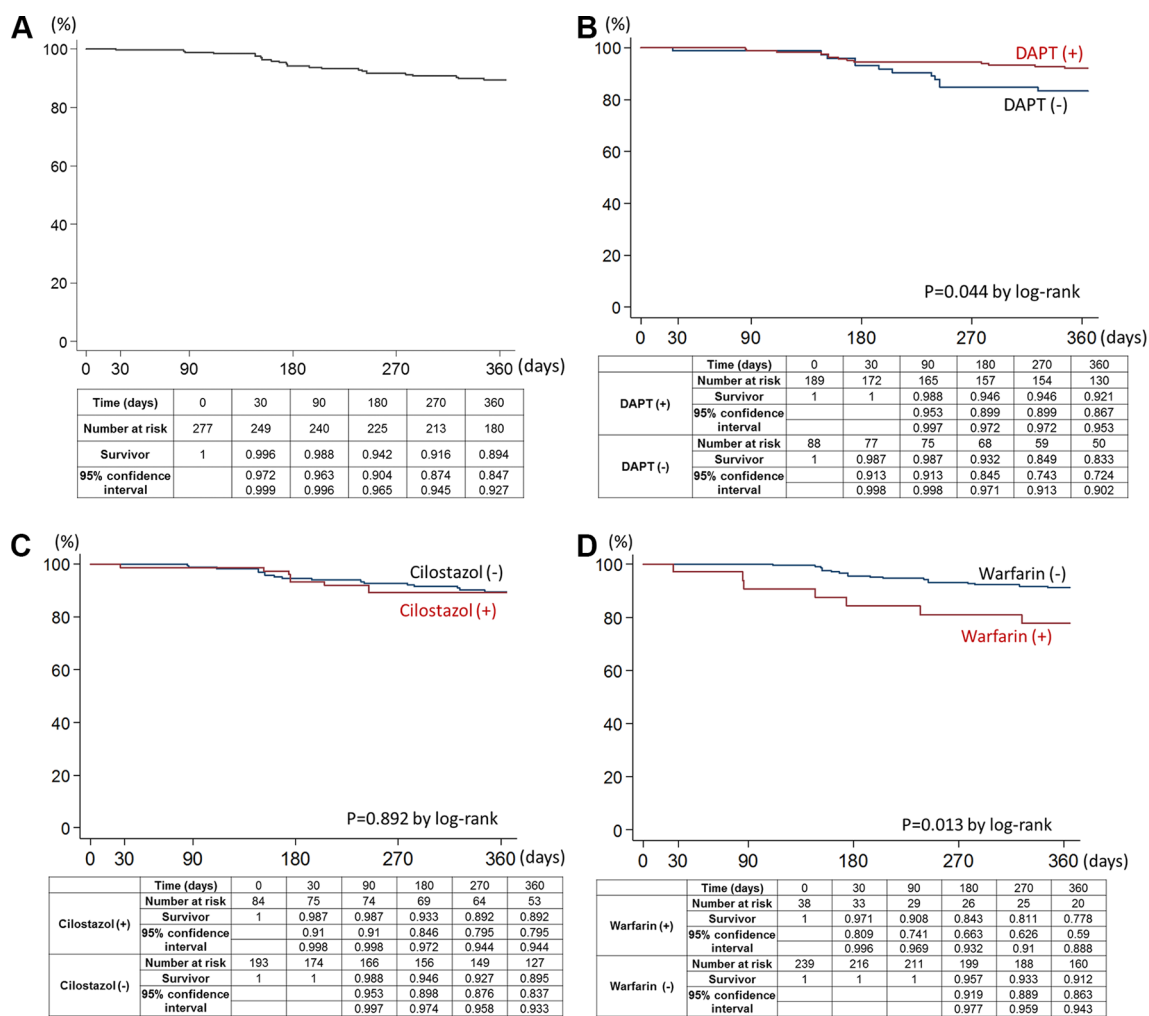 A
(%)
100
80
60
40
20
0
0 30 90 180 270 360 (days)
Time (days) 0 30 90 180 270 360
Number at risk 277 249 240 225 213 180
Survivor 1 0.996 0.988 0.942 0.916 0.894
95% confidence interval 0.972 0.963 0.904 0.874 0.847
0.999 0.996 0.965 0.945 0.927
B
(%)
100
80
60
40
20
0
DAPT (+)
DAPT (-)
P=0.044 by log-rank
0 30 90 180 270 360 (days)
Time (days) 0 30 90 180 270 360
DAPT (+)
Number at risk 189 172 165 157 154 130
Survivor 1 1 0.988 0.946 0.946 0.921
95% confidence interval 0.953 0.899 0.899 0.867
0.997 0.972 0.972 0.953
DAPT (-)
Number at risk 88 77 75 68 59 50
Survivor 1 0.987 0.987 0.932 0.849 0.833
95% confidence interval 0.913 0.913 0.845 0.743 0.724
0.998 0.998 0.971 0.913 0.902
C
(%)
100
80
60
40
20
0
Cilostazol (-)
Cilostazol (+)
P=0.892 by log-rank
0 30 90 180 270 360 (days)
Time (days) 0 30 90 180 270 360
Cilostazol (+)
Number at risk 84 75 74 69 64 53
Survivor 1 0.987 0.987 0.933 0.892 0.892
95% confidence interval 0.91 0.91 0.846 0.795 0.795
0.998 0.998 0.972 0.944 0.944
Cilostazol (-)
Number at risk 193 174 166 156 149 127
Survivor 1 1 0.988 0.946 0.927 0.895
95% confidence interval 0.953 0.898 0.876 0.837
0.997 0.974 0.958 0.933
D
(%)
100
80
60
40
20
0
Warfarin (-)
Warfarin (+)
P=0.013 by log-rank
0 30 90 180 270 360 (days)
Time (days) 0 30 90 180 270 360
Warfarin (+)
Number at risk 38 33 29 26 25 20
Survivor 1 0.971 0.908 0.843 0.811 0.778
95% confidence interval 0.809 0.741 0.663 0.626 0.59
0.996 0.969 0.932 0.91 0.888
Warfarin (-)
Number at risk 239 216 211 199 188 160
Survivor 1 1 1 0.957 0.933 0.912
95% confidence interval 0.919 0.889 0.863
0.977 0.959 0.943